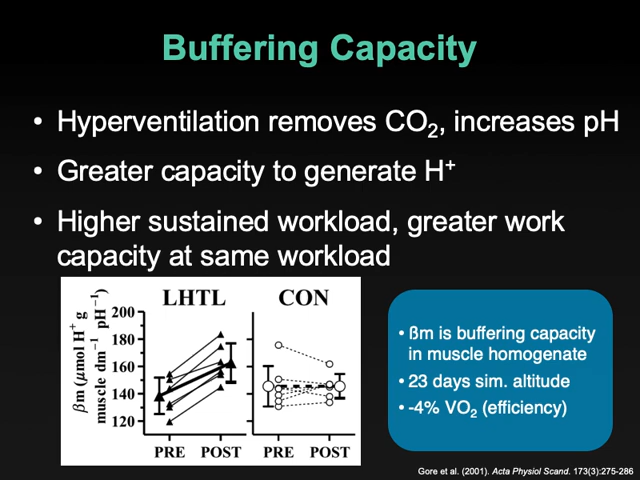 Buffering Capacity
• Hyperventilation removes CO₂, increases pH
• Greater capacity to generate H⁺
• Higher sustained workload, greater work
capacity at same workload
LHTL
CON
βm (μmol H⁺ g
muscle dm⁻¹ pH⁻¹)
200
180
160
140
120
PRE
POST
PRE
POST
• ßm is buffering capacity
in muscle homogenate
• 23 days sim. altitude
• -4% VO₂ (efficiency)
Gore et al. (2001). Acta Physiol Scand. 173(3):275-286